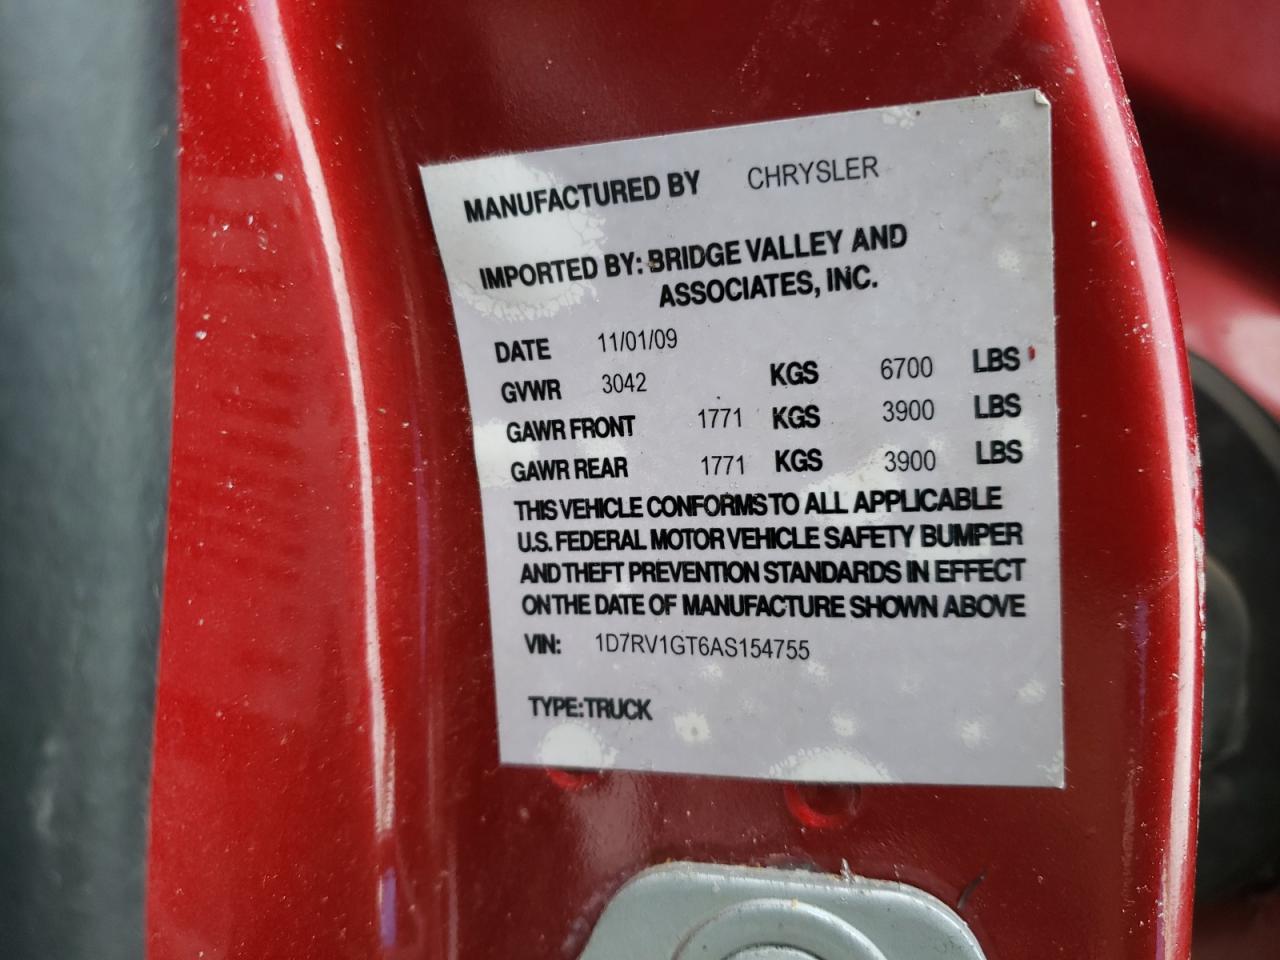 MANUFACTURED BY CHRYSLER
IMPORTED BY: BRIDGE VALLEY AND
ASSOCIATES, INC.
DATE 11/01/09
GVWR 3042 KGS 6700 LBS
GAWR FRONT 1771 KGS 3900 LBS
GAWR REAR 1771 KGS 3900 LBS
THIS VEHICLE CONFORMS TO ALL APPLICABLE
U.S. FEDERAL MOTOR VEHICLE SAFETY BUMPER
AND THEFT PREVENTION STANDARDS IN EFFECT
ON THE DATE OF MANUFACTURE SHOWN ABOVE
VIN: 1D7RV1GT6AS154755
TYPE:TRUCK